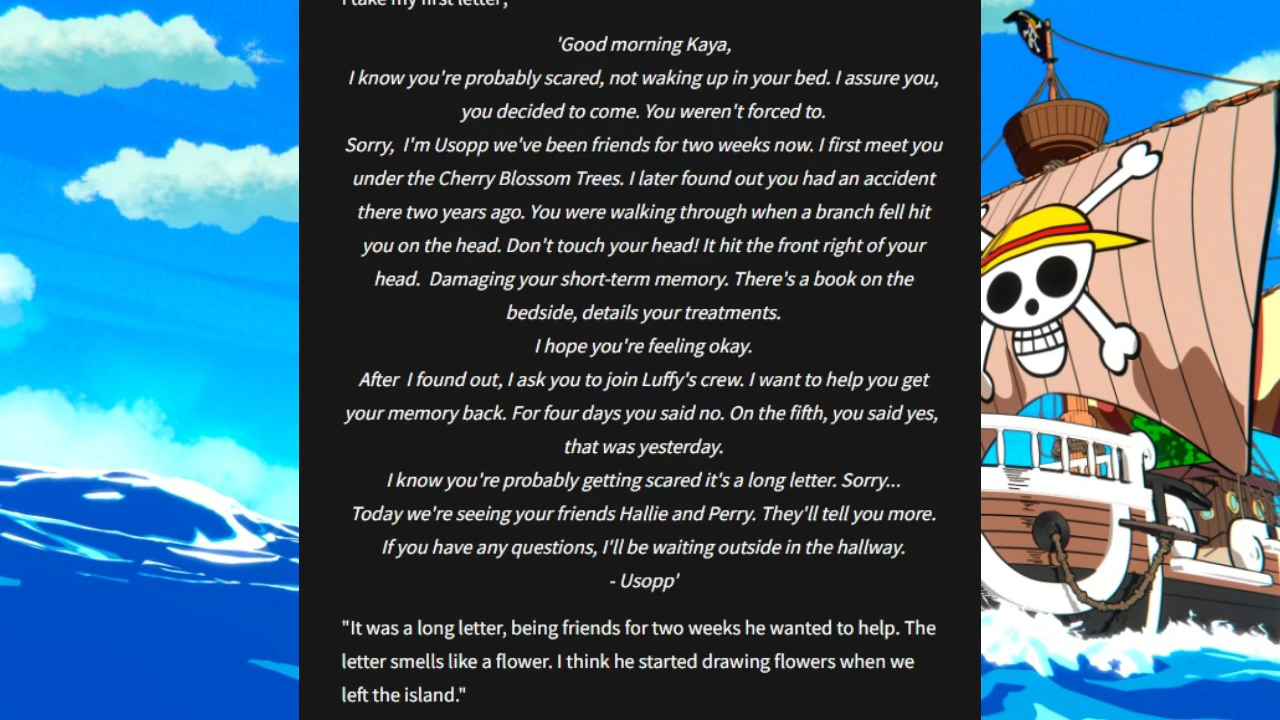 I take my first letter,
'Good morning Kaya,
I know you're probably scared, not waking up in your bed. I assure you,
you decided to come. You weren't forced to.
Sorry,  I'm Usopp we've been friends for two weeks now. I first meet you
under the Cherry Blossom Trees. I later found out you had an accident
there two years ago. You were walking through when a branch fell hit
you on the head. Don't touch your head! It hit the front right of your
head.  Damaging your short-term memory. There's a book on the
bedside, details your treatments.
I hope you're feeling okay.
After  I found out, I ask you to join Luffy's crew. I want to help you get
your memory back. For four days you said no. On the fifth, you said yes,
that was yesterday.
I know you're probably getting scared it's a long letter. Sorry...
Today we're seeing your friends Hallie and Perry. They'll tell you more.
If you have any questions, I'll be waiting outside in the hallway.
- Usopp'
"It was a long letter, being friends for two weeks he wanted to help. The
letter smells like a flower. I think he started drawing flowers when we
left the island."